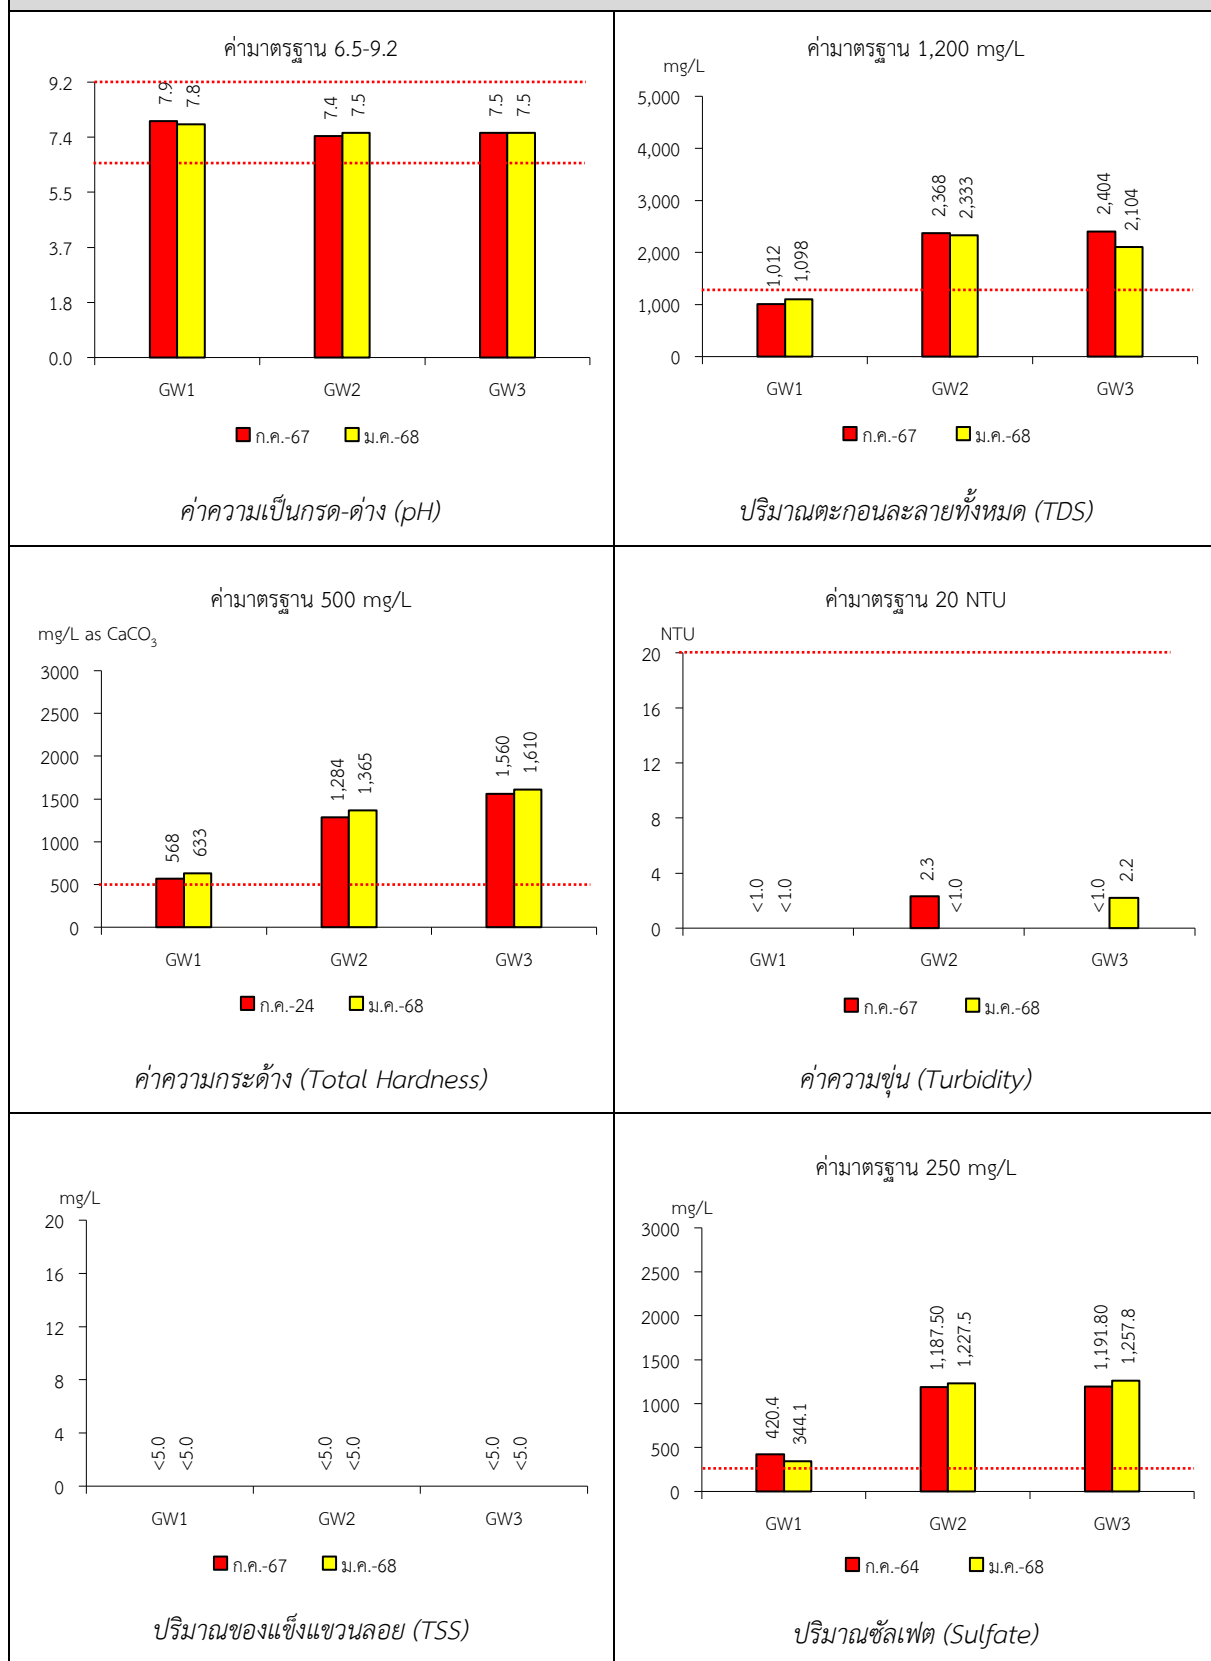 ค่ามาตรฐาน 6.5-9.2
9.2
7.4
5.5
3.7
1.8
0.0
7.9
7.8
7.4
7.5
7.5
7.5
GW1
GW2
GW3
ก.ค.-67
ม.ค.-68
ค่าความเป็นกรด-ด่าง (pH)
ค่ามาตรฐาน 1,200 mg/L
mg/L
5,000
4,000
3,000
2,000
1,000
0
1,012
1,098
2,368
2,333
2,404
2,104
GW1
GW2
GW3
ก.ค.-67
ม.ค.-68
ปริมาณตะกอนละลายทั้งหมด (TDS)
ค่ามาตรฐาน 500 mg/L
mg/L as CaCO₃
3000
2500
2000
1500
1000
500
0
568
633
1,284
1,365
1,560
1,610
GW1
GW2
GW3
ก.ค.-24
ม.ค.-68
ค่าความกระด้าง (Total Hardness)
ค่ามาตรฐาน 20 NTU
NTU
20
16
12
8
4
0
<1.0
<1.0
2.3
<1.0
<1.0
2.2
GW1
GW2
GW3
ก.ค.-67
ม.ค.-68
ค่าความขุ่น (Turbidity)
mg/L
20
16
12
8
4
0
<5.0
<5.0
<5.0
<5.0
<5.0
<5.0
GW1
GW2
GW3
ก.ค.-67
ม.ค.-68
ปริมาณของแข็งแขวนลอย (TSS)
ค่ามาตรฐาน 250 mg/L
mg/L
3000
2500
2000
1500
1000
500
0
420.4
344.1
1,187.50
1,227.5
1,191.80
1,257.8
GW1
GW2
GW3
ก.ค.-64
ม.ค.-68
ปริมาณซัลเฟต (Sulfate)